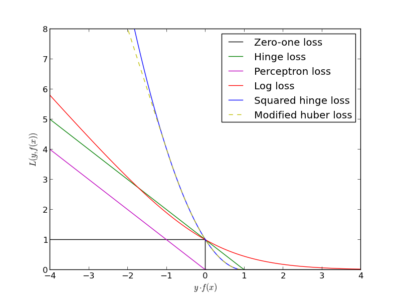 8
7
6
5
4
3
2
1
0
−4 −3 −2 −1 0 1 2 3 4
L(y,f(x))
y·f(x)
Zero-one loss
Hinge loss
Perceptron loss
Log loss
Squared hinge loss
Modified huber loss